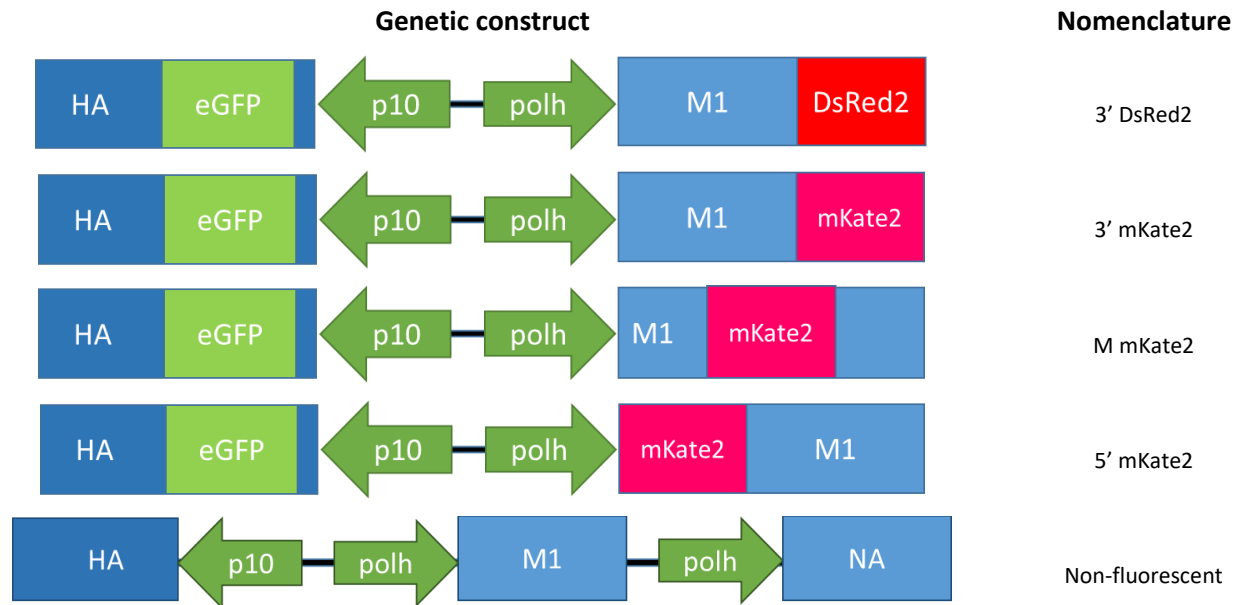 Genetic construct Nomenclature
HA eGFP p10 polh M1 DsRed2 3’ DsRed2
HA eGFP p10 polh M1 mKate2 3’ mKate2
HA eGFP p10 polh M1 mKate2 M mKate2
HA eGFP p10 polh mKate2 M1 5’ mKate2
HA p10 polh M1 polh NA Non-fluorescent